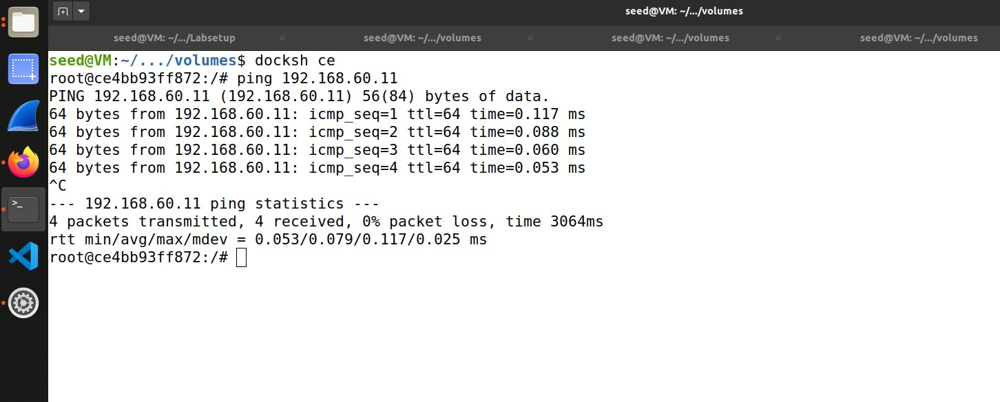 seed@VM: ~/.../volumes
seed@VM: ~/.../Labsetup
seed@VM: ~/.../volumes
seed@VM: ~/.../volumes
seed@VM: ~/.../volumes
seed@VM:~/.../volumes$ docksh ce
root@ce4bb93ff872:/# ping 192.168.60.11
PING 192.168.60.11 (192.168.60.11) 56(84) bytes of data.
64 bytes from 192.168.60.11: icmp_seq=1 ttl=64 time=0.117 ms
64 bytes from 192.168.60.11: icmp_seq=2 ttl=64 time=0.088 ms
64 bytes from 192.168.60.11: icmp_seq=3 ttl=64 time=0.060 ms
64 bytes from 192.168.60.11: icmp_seq=4 ttl=64 time=0.053 ms
^C
--- 192.168.60.11 ping statistics ---
4 packets transmitted, 4 received, 0% packet loss, time 3064ms
rtt min/avg/max/mdev = 0.053/0.079/0.117/0.025 ms
root@ce4bb93ff872:/#